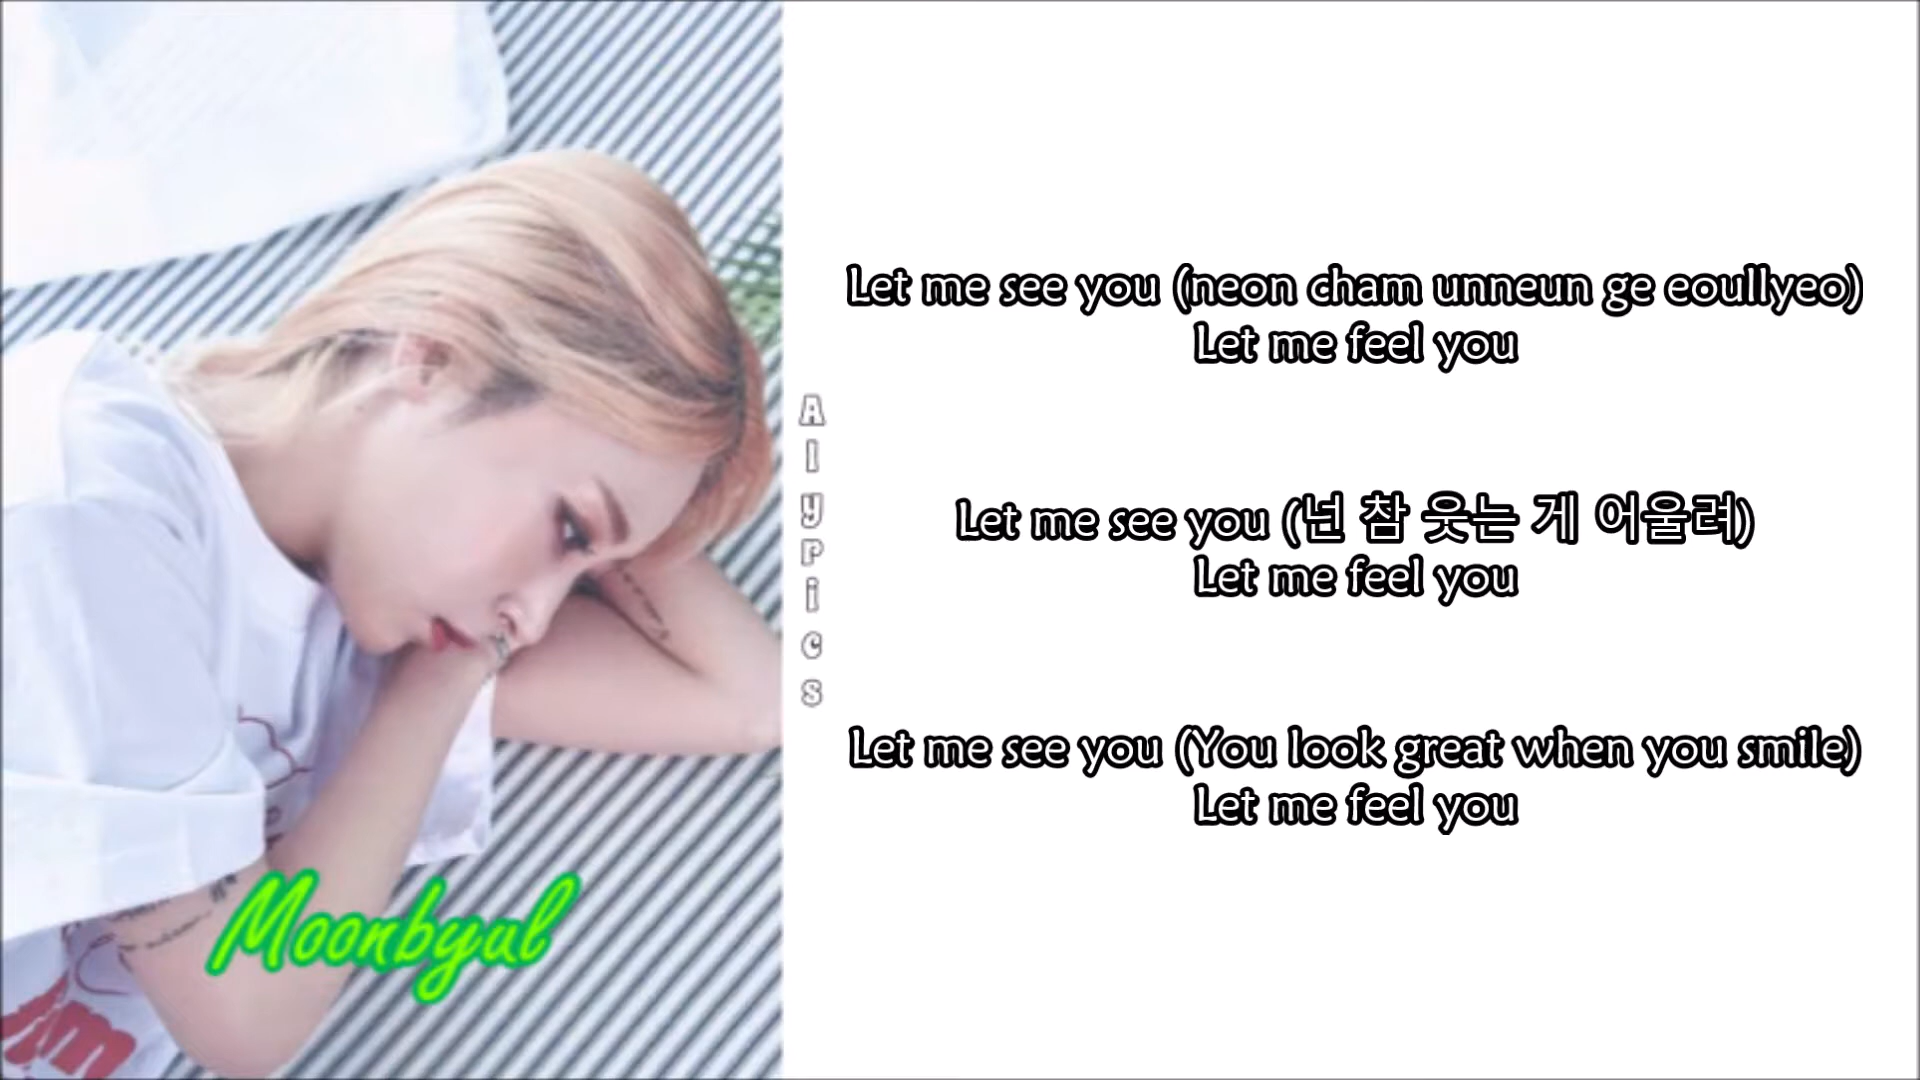 Let me see you (neon cham unneun ge eoullyeo)
Let me feel you
Let me see you (넌 참 웃는 게 어울려)
Let me feel you
Let me see you (You look great when you smile)
Let me feel you
AlyPics
Moonbyul